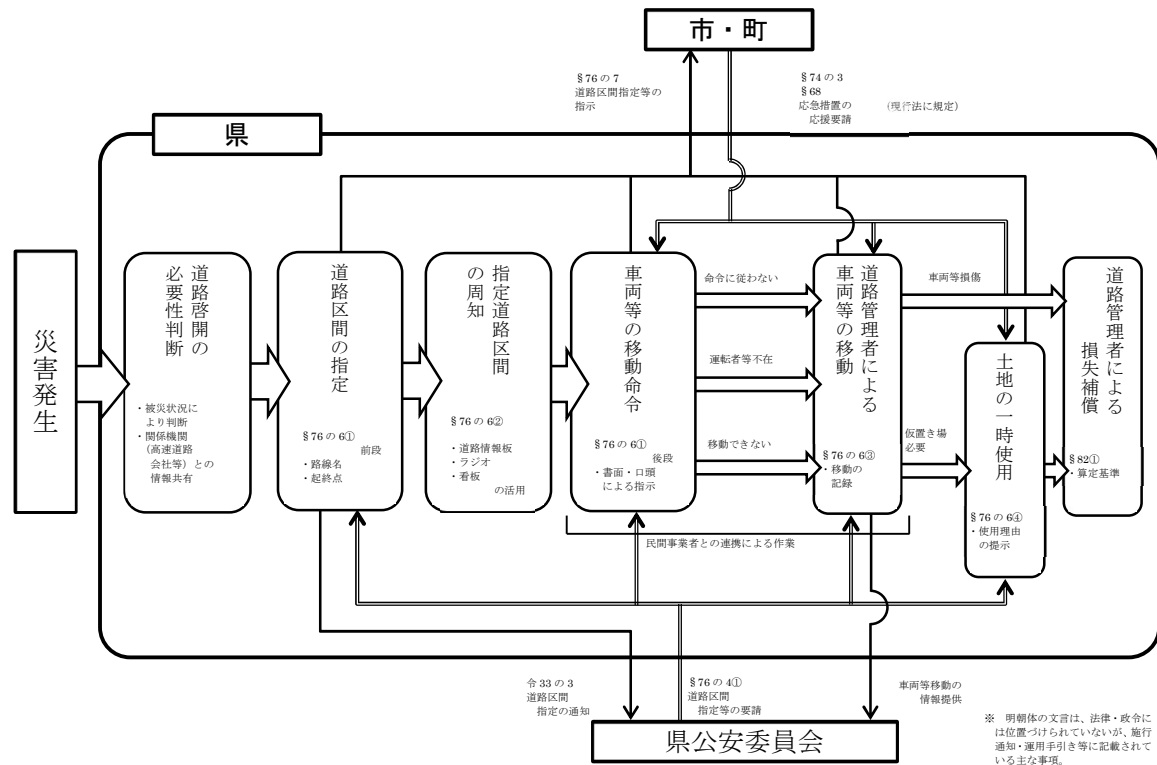 市・町
§76の7
道路区間指定等の
指示
§74の3
§68
応急措置の
応援要請
(現行法に規定)
県
災害発生
道路啓開の
必要性判断
・被災状況に
より判断
・関係機関
(高速道路
会社等)との
情報共有
道路区間の指定
§76の6①
前段
・路線名
・起終点
指定道路区間
の周知
§76の6②
・道路情報板
・ラジオ
・看板
の活用
車両等の移動命令
§76の6①
後段
・書面・口頭
による指示
命令に従わない
運転者等不在
移動できない
道路管理者による
車両等の移動
§76の6③
・移動の
記録
車両等損傷
仮置き場
必要
土地の一時使用
§76の6④
・使用理由
の提示
道路管理者による
損失補償
§82①
・算定基準
民間事業者との連携による作業
令33の3
道路区間
指定の通知
§76の4①
道路区間
指定等の要請
車両等移動の
情報提供
県公安委員会
※ 明朝体の文言は、法律・政令に
は位置づけられていないが、施行
通知・運用手引き等に記載されて
いる主な事項。